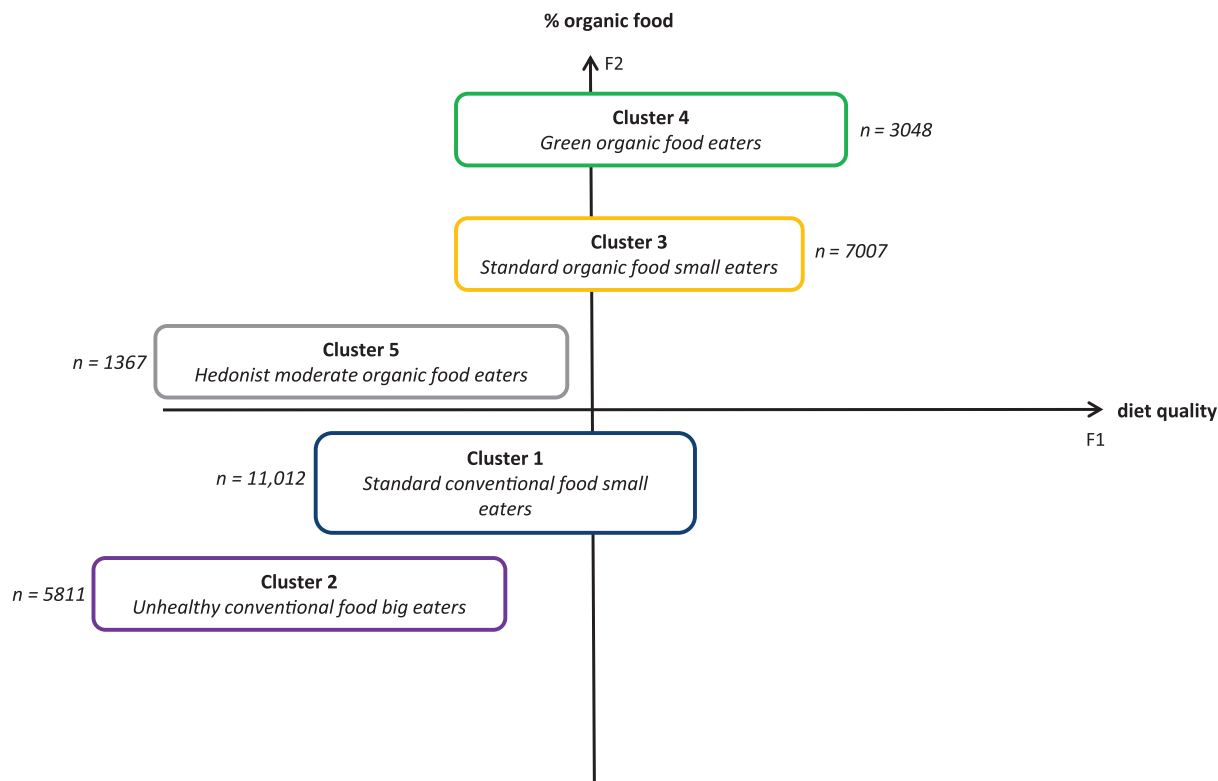 % organic food
F2
Cluster 4
Green organic food eaters
n = 3048
Cluster 3
Standard organic food small eaters
n = 7007
Cluster 5
Hedonist moderate organic food eaters
n = 1367
diet quality
F1
Cluster 1
Standard conventional food small
eaters
n = 11,012
Cluster 2
Unhealthy conventional food big eaters
n = 5811